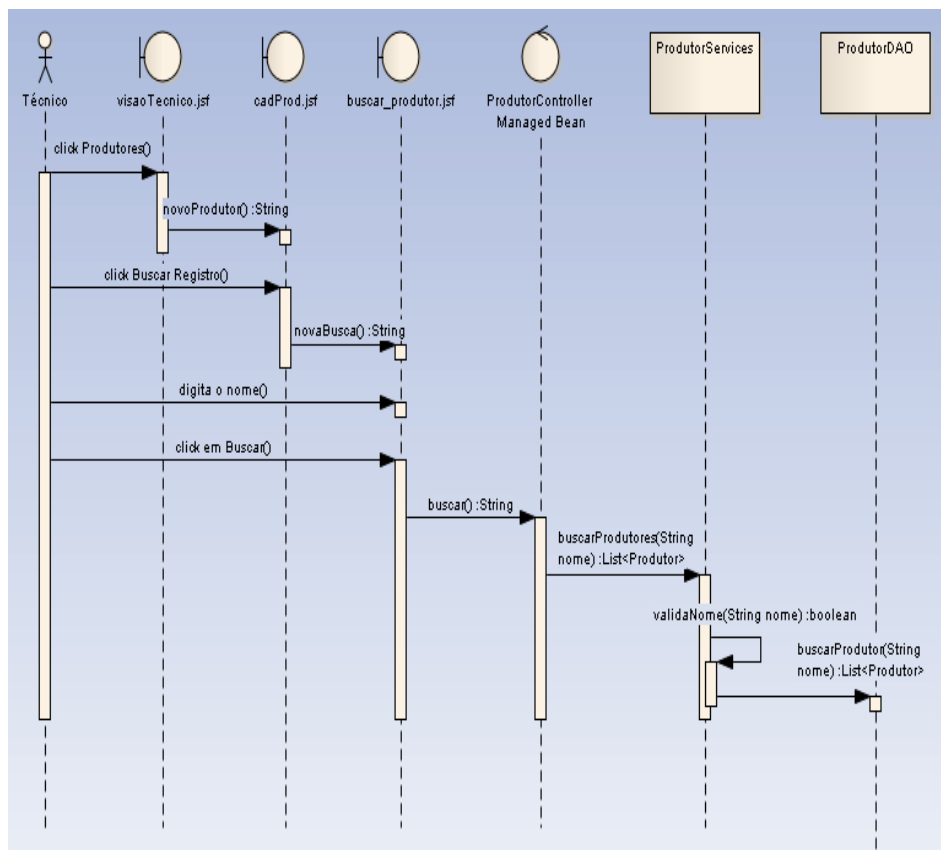 Técnico
visaoTecnico.jsf
cadProd.jsf
buscar_produtor.jsf
ProdutorController
Managed Bean
ProdutorServices
ProdutorDAO
click Produtores()
novoProdutor() :String
click Buscar Registro()
novaBusca() :String
digita o nome()
click em Buscar()
buscar() :String
buscarProdutores(String
nome) :List<Produtor>
validaNome(String nome) :boolean
buscarProdutor(String
nome) :List<Produtor>